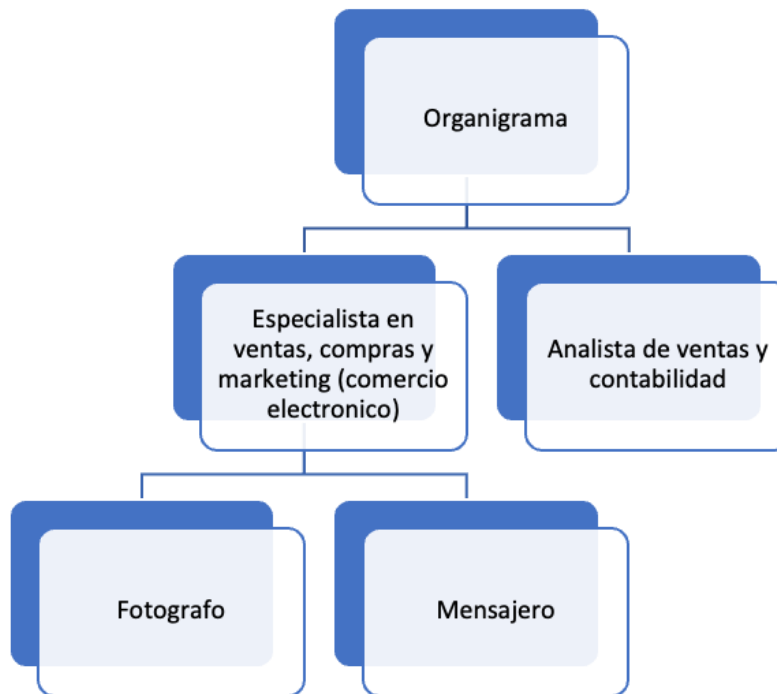 Organigrama
Especialista en
ventas, compras y
marketing (comercio
electronico)
Analista de ventas y
contabilidad
Fotografo
Mensajero